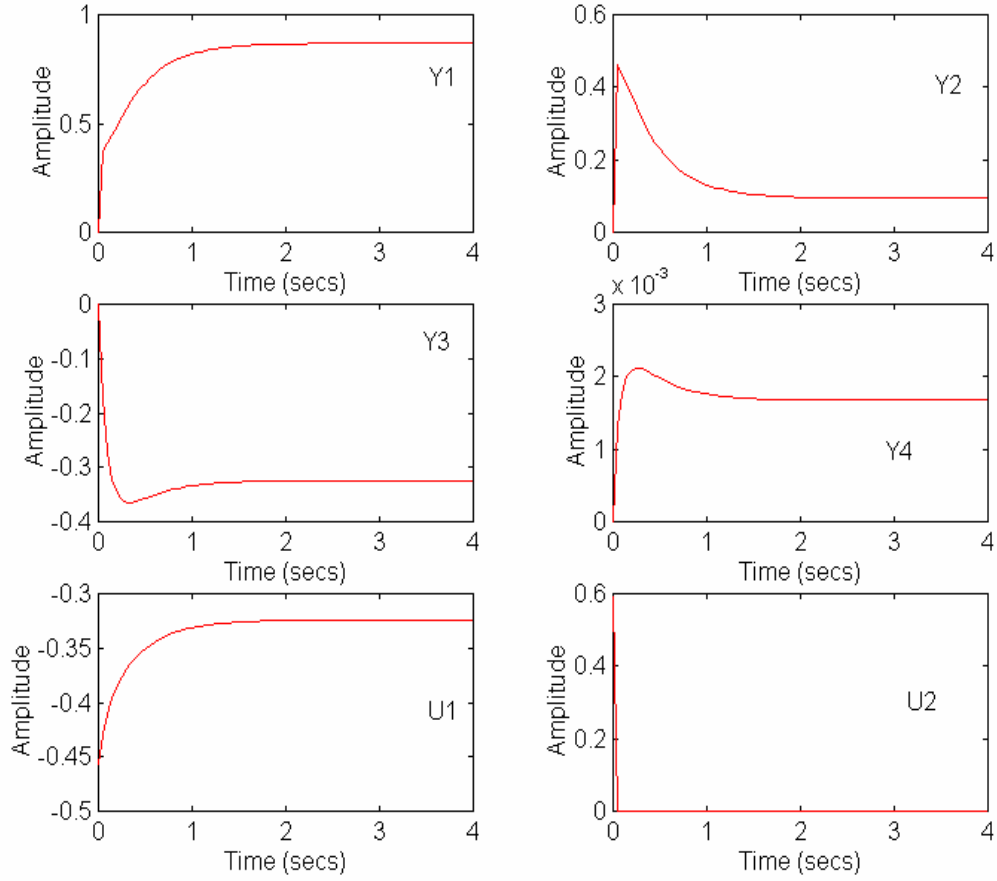 1
0.5
0
Amplitude
Y1
0 1 2 3 4
Time (secs)
0.6
0.4
0.2
0
Amplitude
Y2
0 1 2 3 4
Time (secs)
0
-0.1
-0.2
-0.3
-0.4
Amplitude
Y3
0 1 2 3 4
Time (secs)
x 10-3
3
2
1
0
Amplitude
Y4
0 1 2 3 4
Time (secs)
-0.3
-0.35
-0.4
-0.45
-0.5
Amplitude
U1
0 1 2 3 4
Time (secs)
0.6
0.4
0.2
0
Amplitude
U2
0 1 2 3 4
Time (secs)